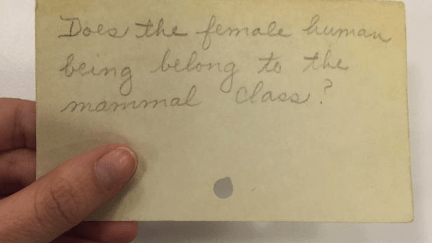 Does the female human
being belong to the
mammal class?